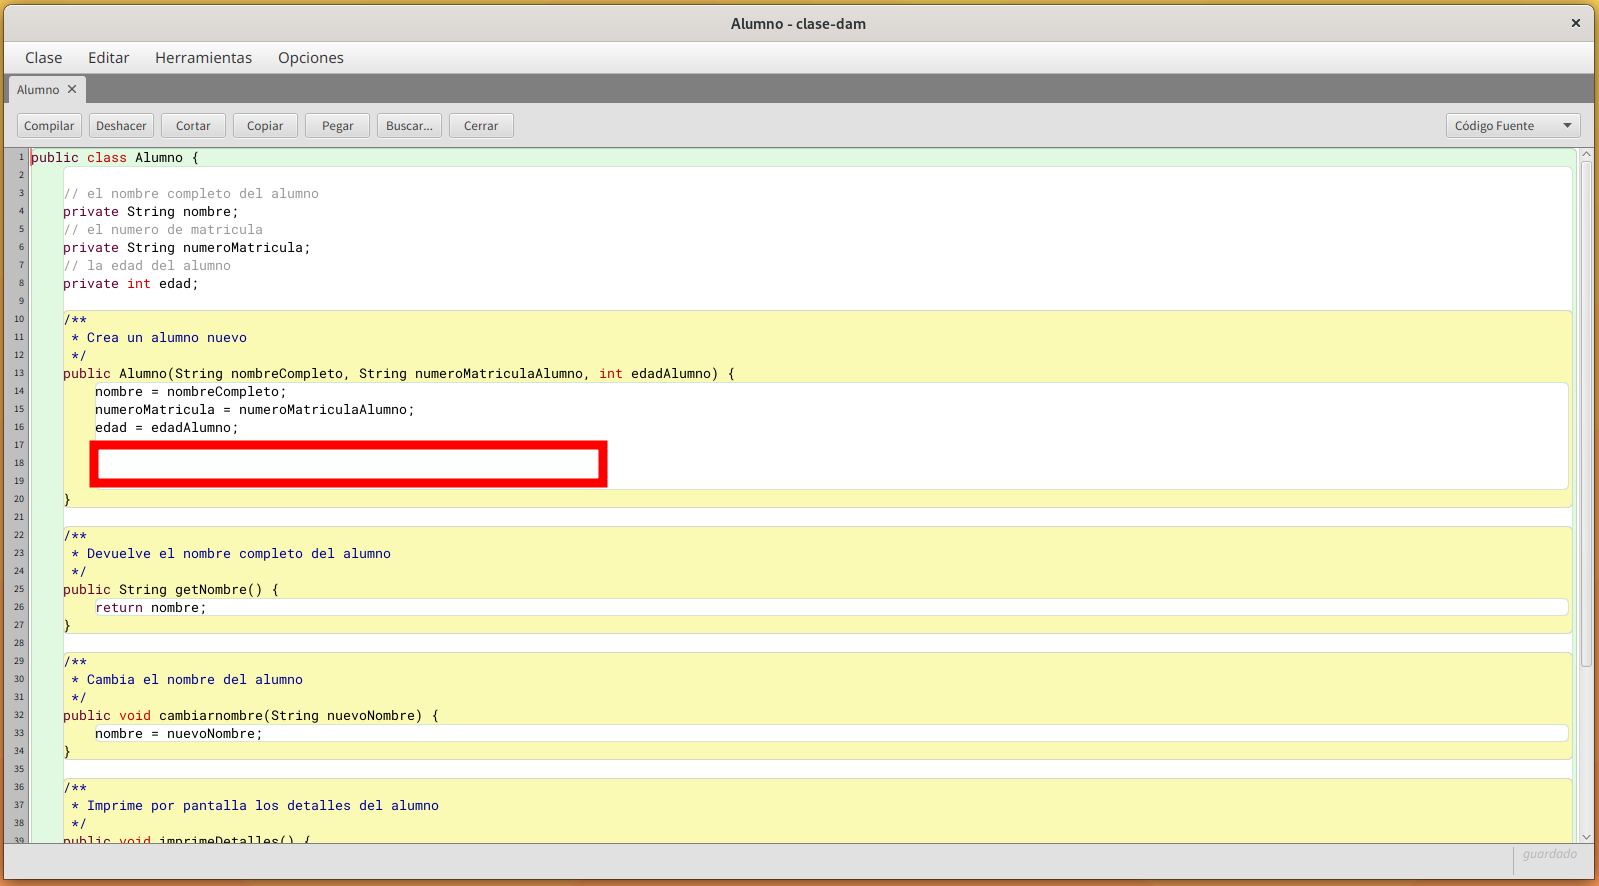 Alumno - clase-dam ×
Clase Editar Herramientas Opciones
Alumno ✕
Compilar Deshacer Cortar Copiar Pegar Buscar... Cerrar Código Fuente
1 public class Alumno {
2
3 // el nombre completo del alumno
4 private String nombre;
5 // el numero de matricula
6 private String numeroMatricula;
7 // la edad del alumno
8 private int edad;
9
10 /**
11 * Crea un alumno nuevo
12 */
13 public Alumno(String nombreCompleto, String numeroMatriculaAlumno, int edadAlumno) {
14 nombre = nombreCompleto;
15 numeroMatricula = numeroMatriculaAlumno;
16 edad = edadAlumno;
17
18
19
20 }
21
22 /**
23 * Devuelve el nombre completo del alumno
24 */
25 public String getNombre() {
26 return nombre;
27 }
28
29 /**
30 * Cambia el nombre del alumno
31 */
32 public void cambiarnombre(String nuevoNombre) {
33 nombre = nuevoNombre;
34 }
35
36 /**
37 * Imprime por pantalla los detalles del alumno
38 */
39 public void imprimeDetalles() {
guardado